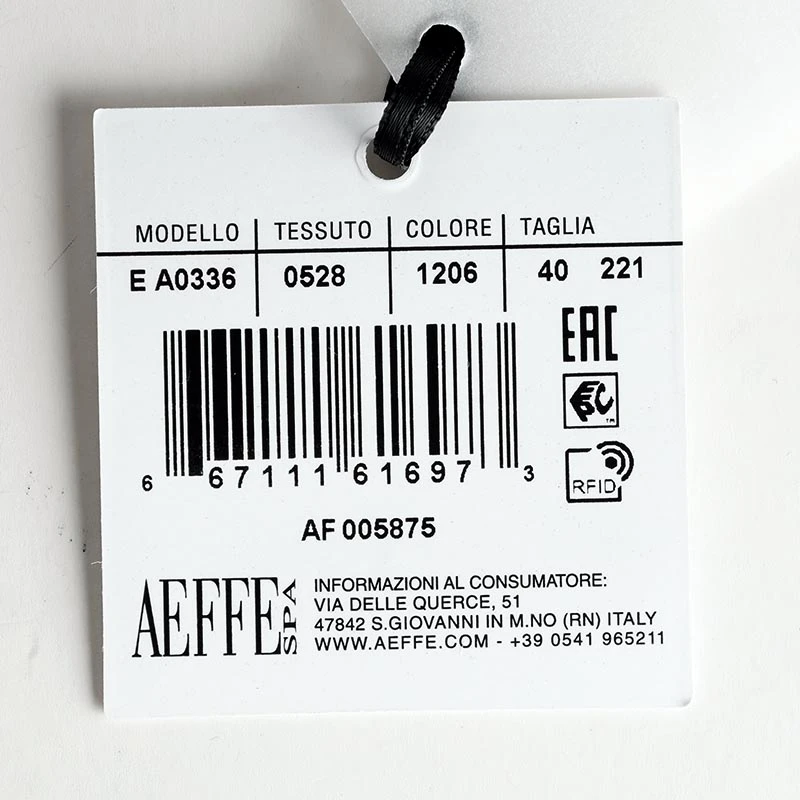 MODELLO TESSUTO COLORE TAGLIA
E A0336 0528 1206 40 221
EAC
EPC
TM
RFID
6 67111 61697 3
AF 005875
AEFFE SPA
INFORMAZIONI AL CONSUMATORE:
VIA DELLE QUERCE, 51
47842 S.GIOVANNI IN M.NO (RN) ITALY
WWW.AEFFE.COM - +39 0541 965211